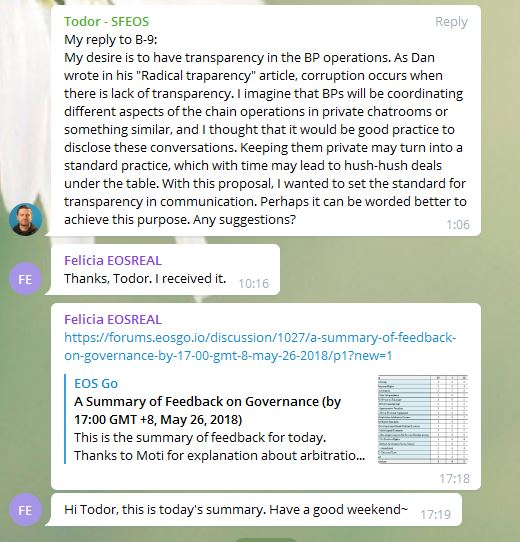 Todor - SFEOS
Reply
My reply to B-9:
My desire is to have transparency in the BP operations. As Dan
wrote in his "Radical traparency" article, corruption occurs when
there is lack of transparency. I imagine that BPs will be coordinating
different aspects of the chain operations in private chatrooms or
something similar, and I thought that it would be good practice to
disclose these conversations. Keeping them private may turn into a
standard practice, which with time may lead to hush-hush deals
under the table. With this proposal, I wanted to set the standard for
transparency in communication. Perhaps it can be worded better to
achieve this purpose. Any suggestions?
1:06
Felicia EOSREAL
FE
Thanks, Todor. I received it.
10:16
Felicia EOSREAL
https://forums.eosgo.io/discussion/1027/a-summary-of-feedback-
on-governance-by-17-00-gmt-8-may-26-2018/p1?new=1
EOS Go
A Summary of Feedback on Governance (by
17:00 GMT +8, May 26, 2018)
This is the summary of feedback for today.
Thanks to Moti for explanation about arbitratio...
17:18
FE
Hi Todor, this is today's summary. Have a good weekend~
17:19